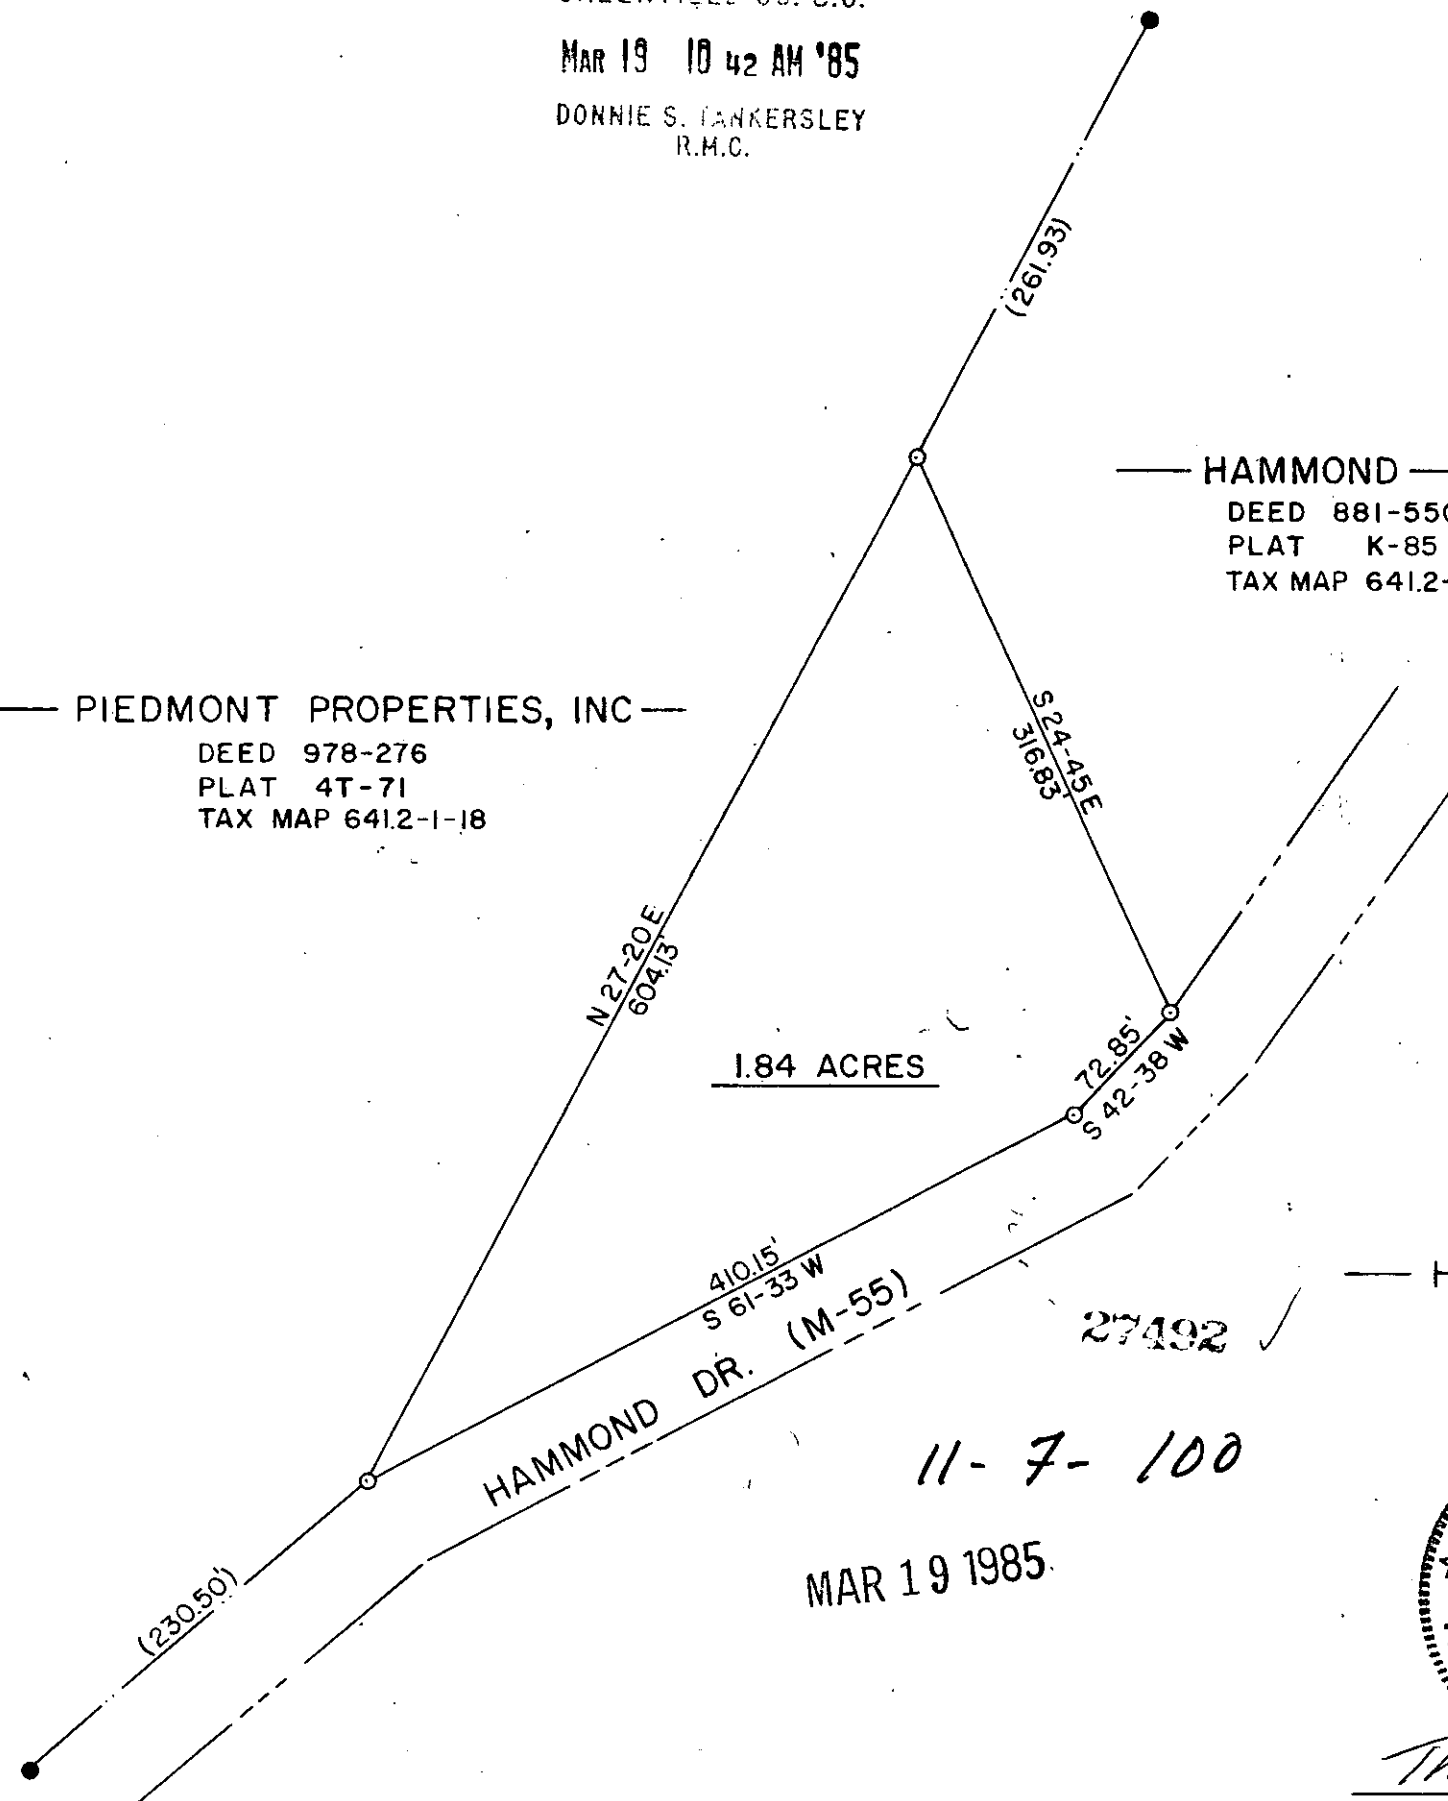 MAR 19 10 42 AM '85
DONNIE S. TANKERSLEY
R.M.C.
(261.93)
HAMMOND
DEED 881-550
PLAT K-85
TAX MAP 641.2-
PIEDMONT PROPERTIES, INC
DEED 978-276
PLAT 4T-71
TAX MAP 641.2-1-18
S 24-45 E
316.83'
N 27-20 E
604.13'
1.84 ACRES
72.85'
S 42-38 W
410.15'
S 61-33 W
HAMMOND DR. (M-55)
H
27492
11-7-100
MAR 19 1985
(230.50')